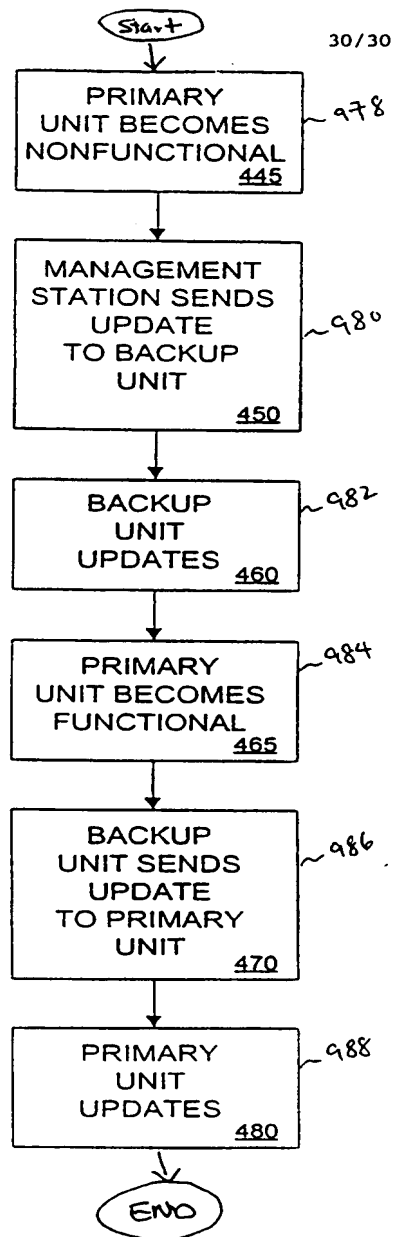 Start
30/30
PRIMARY
UNIT BECOMES
NONFUNCTIONAL
445
978
MANAGEMENT
STATION SENDS
UPDATE
TO BACKUP
UNIT
450
980
BACKUP
UNIT
UPDATES
460
982
PRIMARY
UNIT BECOMES
FUNCTIONAL
465
984
BACKUP
UNIT SENDS
UPDATE
TO PRIMARY
UNIT
470
986
PRIMARY
UNIT
UPDATES
480
988
END